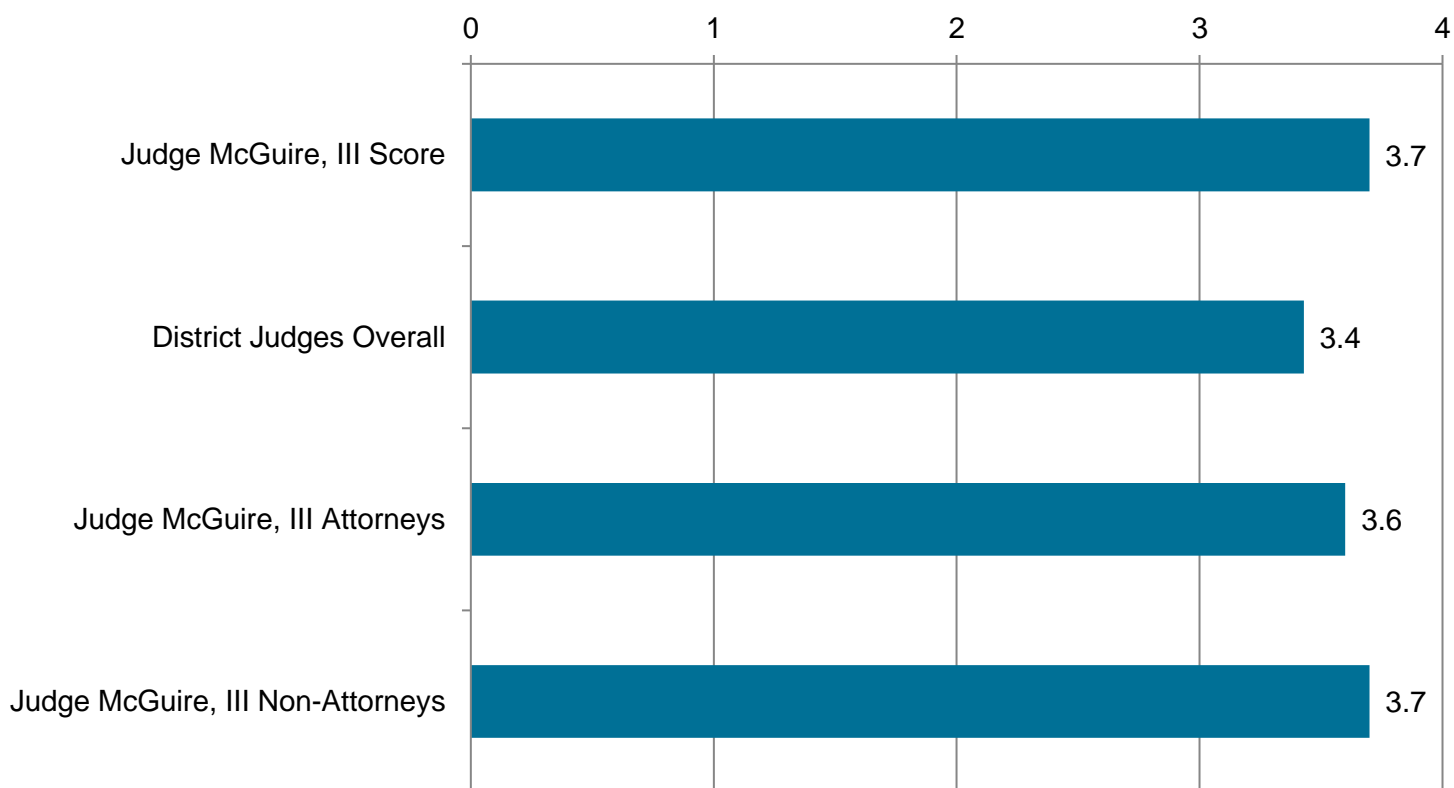 0 1 2 3 4
Judge McGuire, III Score 3.7
District Judges Overall 3.4
Judge McGuire, III Attorneys 3.6
Judge McGuire, III Non-Attorneys 3.7